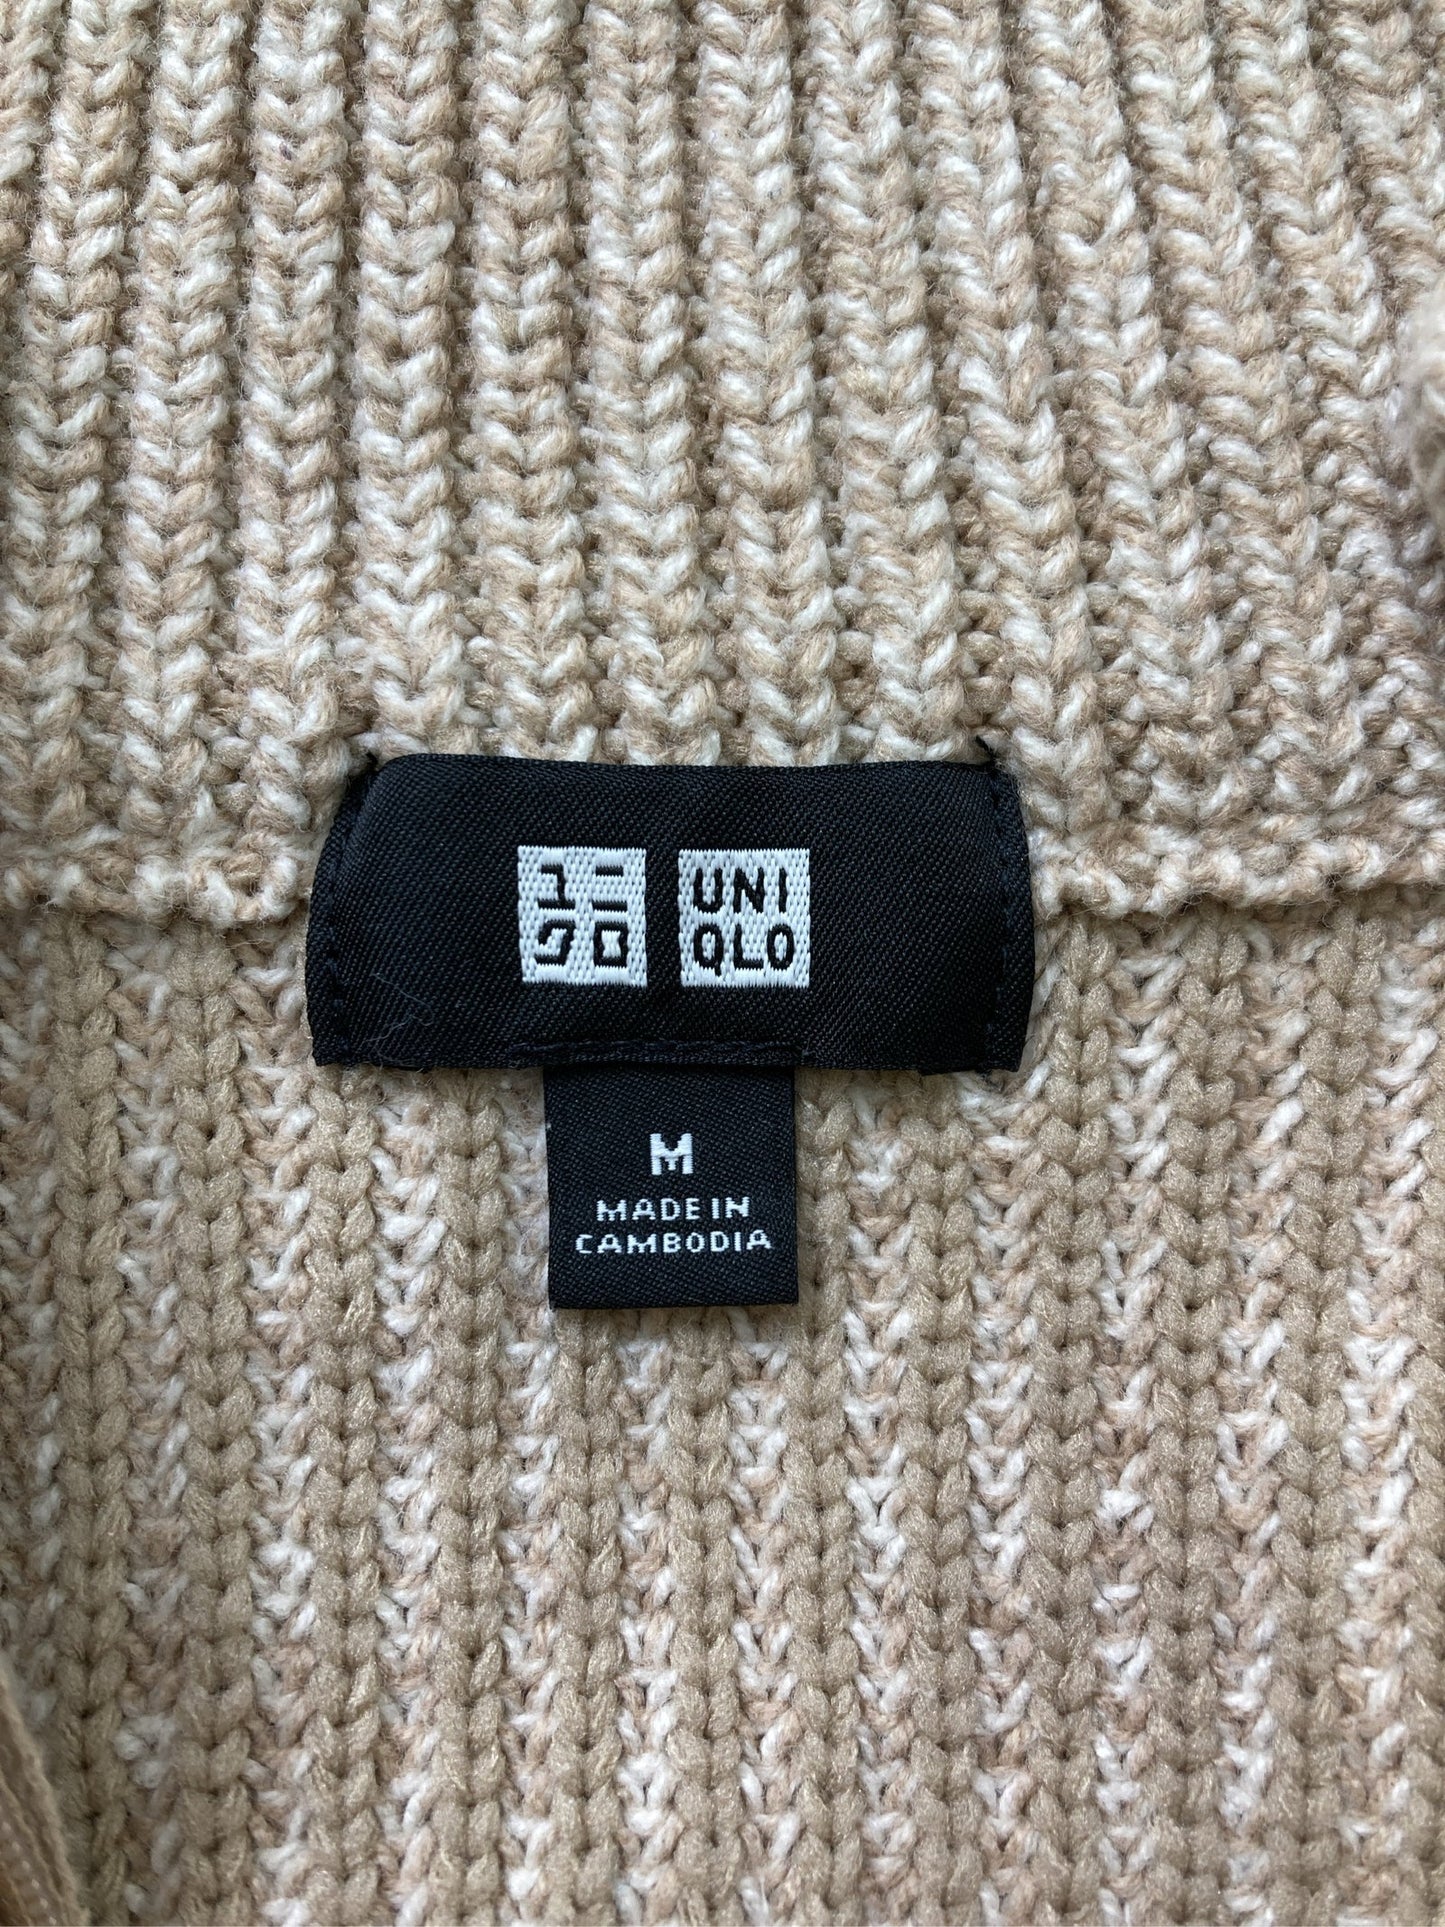 ユニ UNI
クロ QLO
M
MADE IN
CAMBODIA